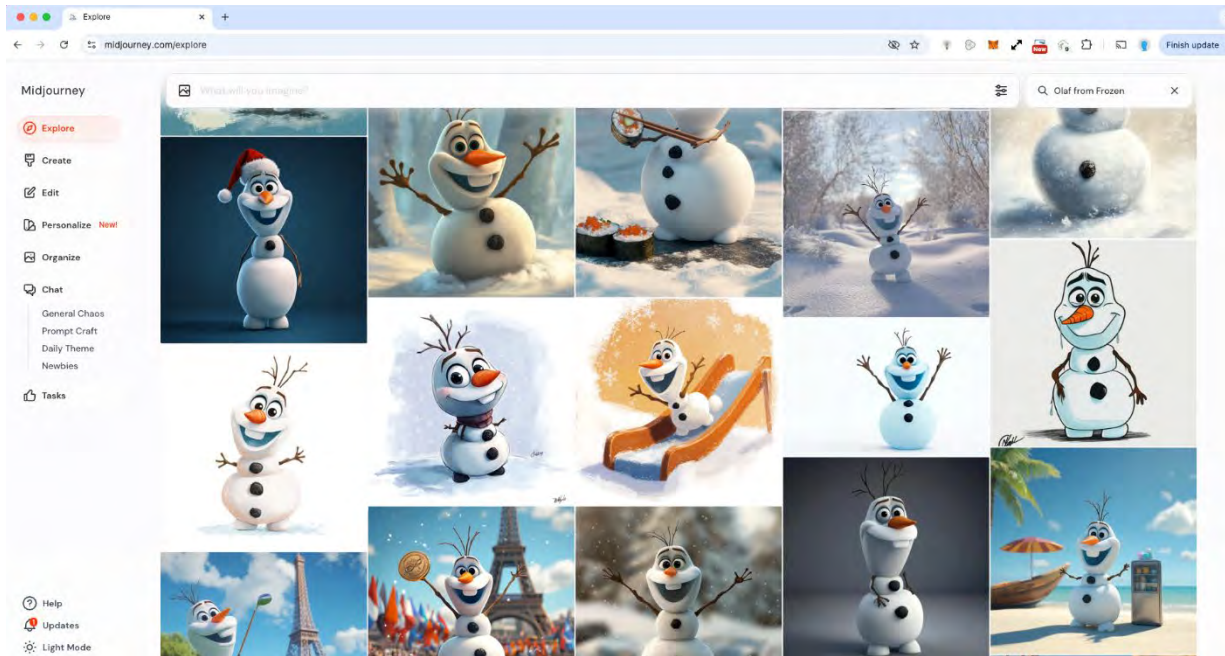 Explore
midjourney.com/explore
New
Finish update
Midjourney
What will you imagine?
Olaf from Frozen
Explore
Create
Edit
Personalize New!
Organize
Chat
General Chaos
Prompt Craft
Daily Theme
Newbies
Tasks
Help
Updates
Light Mode